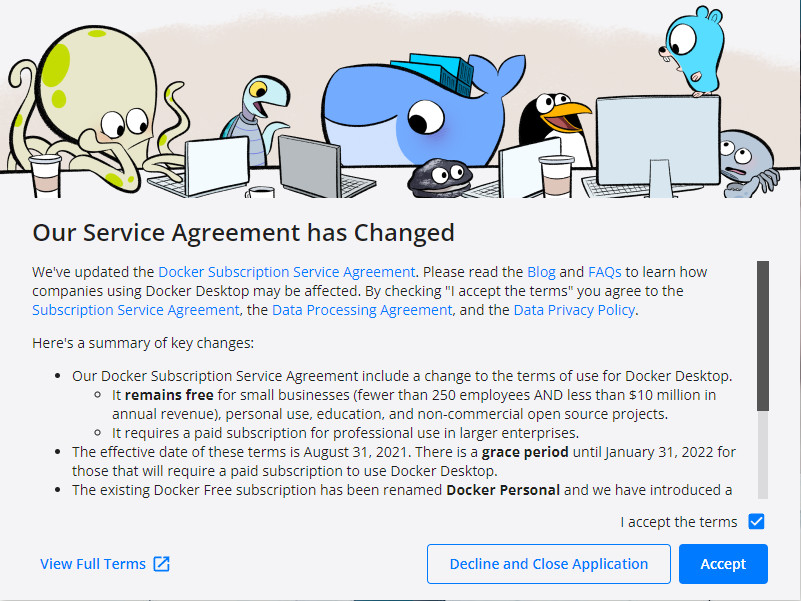 Our Service Agreement has Changed
We've updated the Docker Subscription Service Agreement. Please read the Blog and FAQs to learn how
companies using Docker Desktop may be affected. By checking "I accept the terms" you agree to the
Subscription Service Agreement, the Data Processing Agreement, and the Data Privacy Policy.
Here's a summary of key changes:
• Our Docker Subscription Service Agreement include a change to the terms of use for Docker Desktop.
◦ It remains free for small businesses (fewer than 250 employees AND less than $10 million in
annual revenue), personal use, education, and non-commercial open source projects.
◦ It requires a paid subscription for professional use in larger enterprises.
• The effective date of these terms is August 31, 2021. There is a grace period until January 31, 2022 for
those that will require a paid subscription to use Docker Desktop.
• The existing Docker Free subscription has been renamed Docker Personal and we have introduced a
I accept the terms
View Full Terms
Decline and Close Application
Accept